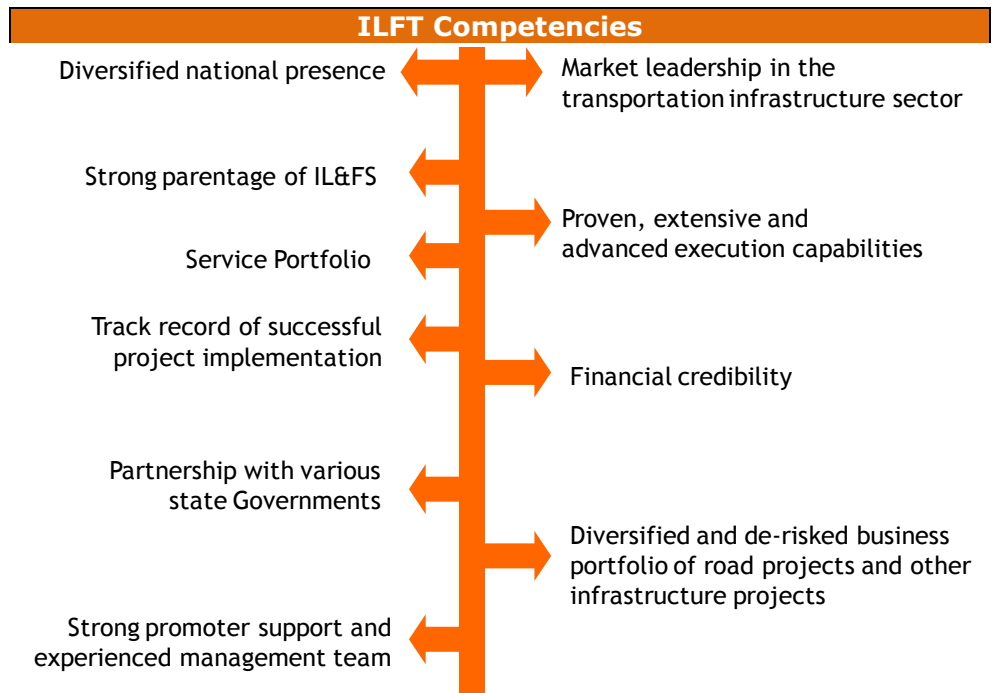 ILFT Competencies
Diversified national presence
Market leadership in the
transportation infrastructure sector
Strong parentage of IL&FS
Proven, extensive and
advanced execution capabilities
Service Portfolio
Track record of successful
project implementation
Financial credibility
Partnership with various
state Governments
Diversified and de-risked business
portfolio of road projects and other
infrastructure projects
Strong promoter support and
experienced management team